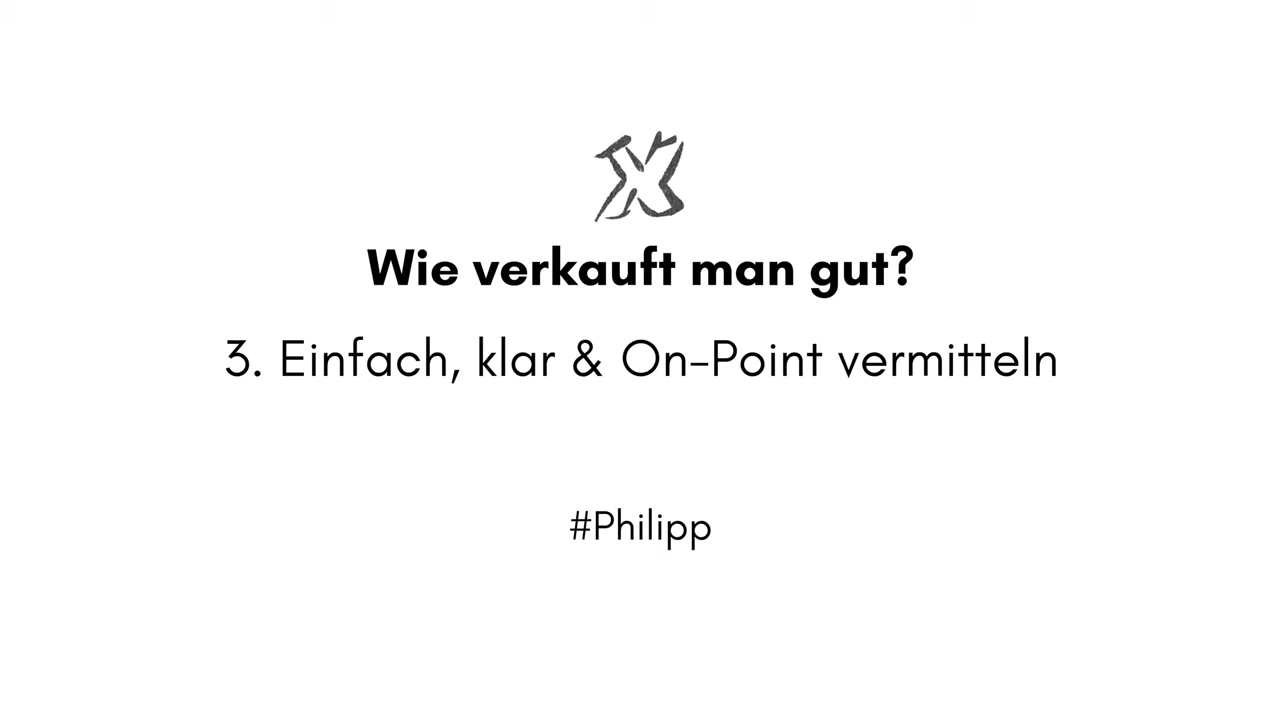 Wie verkauft man gut?
3. Einfach, klar & On-Point vermitteln
#Philipp